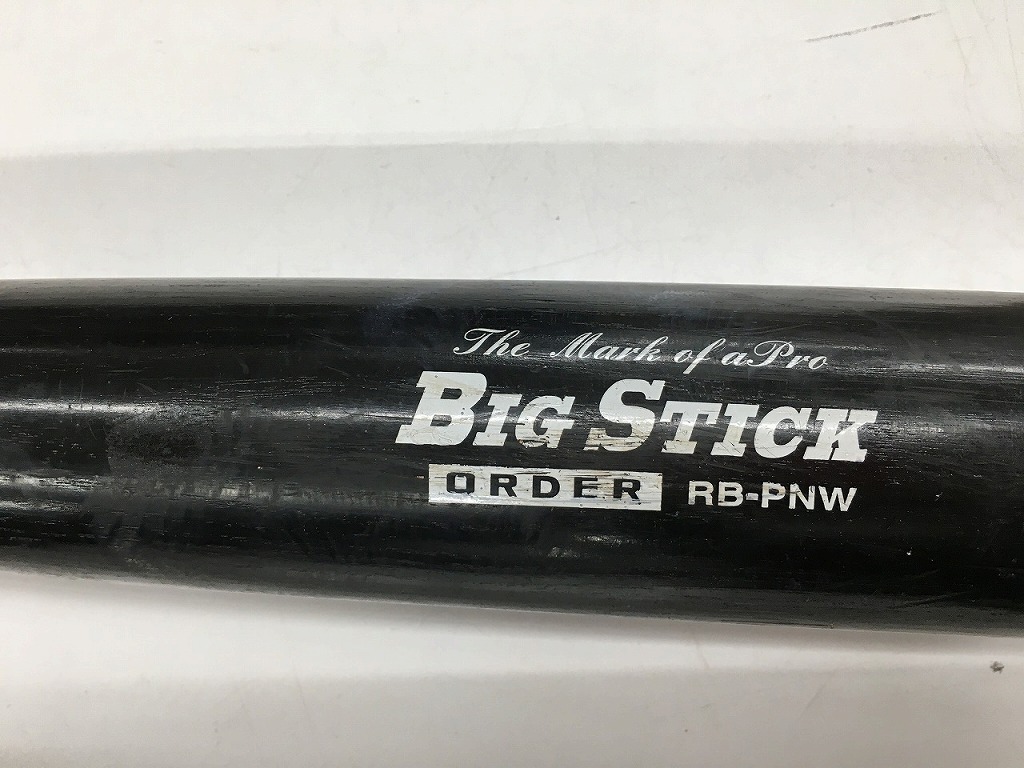 The Mark of a Pro
BIG STICK
ORDER RB-PNW